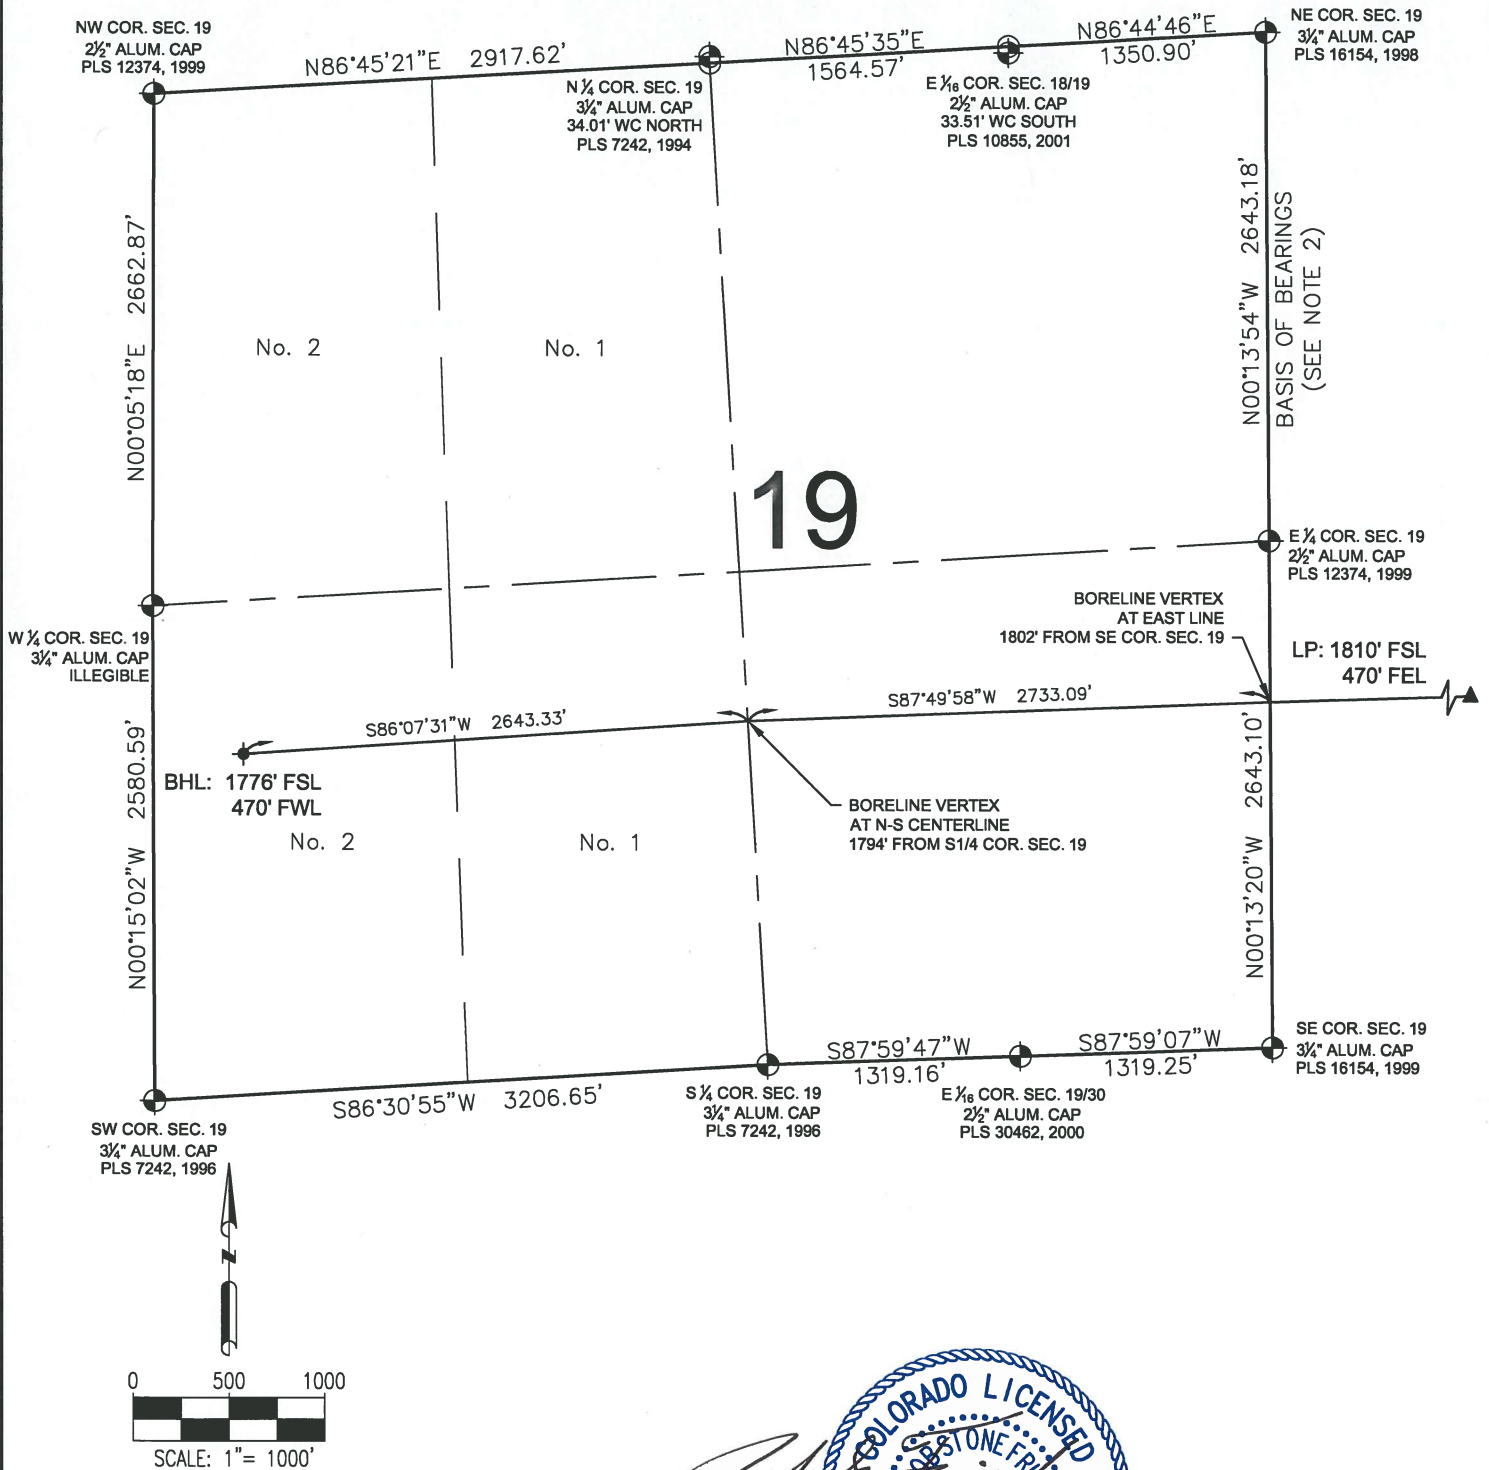 NW COR. SEC. 19
2½" ALUM. CAP
PLS 12374, 1999
N86°45'21"E 2917.62'
N ¼ COR. SEC. 19
3¼" ALUM. CAP
34.01' WC NORTH
PLS 7242, 1994
N86°45'35"E
1564.57'
E ⅟16 COR. SEC. 18/19
2½" ALUM. CAP
33.51' WC SOUTH
PLS 10855, 2001
N86°44'46"E
1350.90'
NE COR. SEC. 19
3¼" ALUM. CAP
PLS 16154, 1998
N00°05'18"E 2662.87'
No. 2
No. 1
N00°13'54"W 2643.18'
BASIS OF BEARINGS
(SEE NOTE 2)
19
E ¼ COR. SEC. 19
2½" ALUM. CAP
PLS 12374, 1999
W ¼ COR. SEC. 19
3¼" ALUM. CAP
ILLEGIBLE
BORELINE VERTEX
AT EAST LINE
1802' FROM SE COR. SEC. 19
LP: 1810' FSL
470' FEL
S87°49'58"W 2733.09'
S86°07'31"W 2643.33'
BHL: 1776' FSL
470' FWL
N00°15'02"W 2580.59'
No. 2
No. 1
BORELINE VERTEX
AT N-S CENTERLINE
1794' FROM S1/4 COR. SEC. 19
N00°13'20"W 2643.10'
S86°30'55"W 3206.65'
S87°59'47"W
1319.16'
S87°59'07"W
1319.25'
SW COR. SEC. 19
3¼" ALUM. CAP
PLS 7242, 1996
S ¼ COR. SEC. 19
3¼" ALUM. CAP
PLS 7242, 1996
E ⅟16 COR. SEC. 19/30
2½" ALUM. CAP
PLS 30462, 2000
SE COR. SEC. 19
3¼" ALUM. CAP
PLS 16154, 1999
N
0 500 1000
SCALE: 1"= 1000'
COLORADO LICENSED